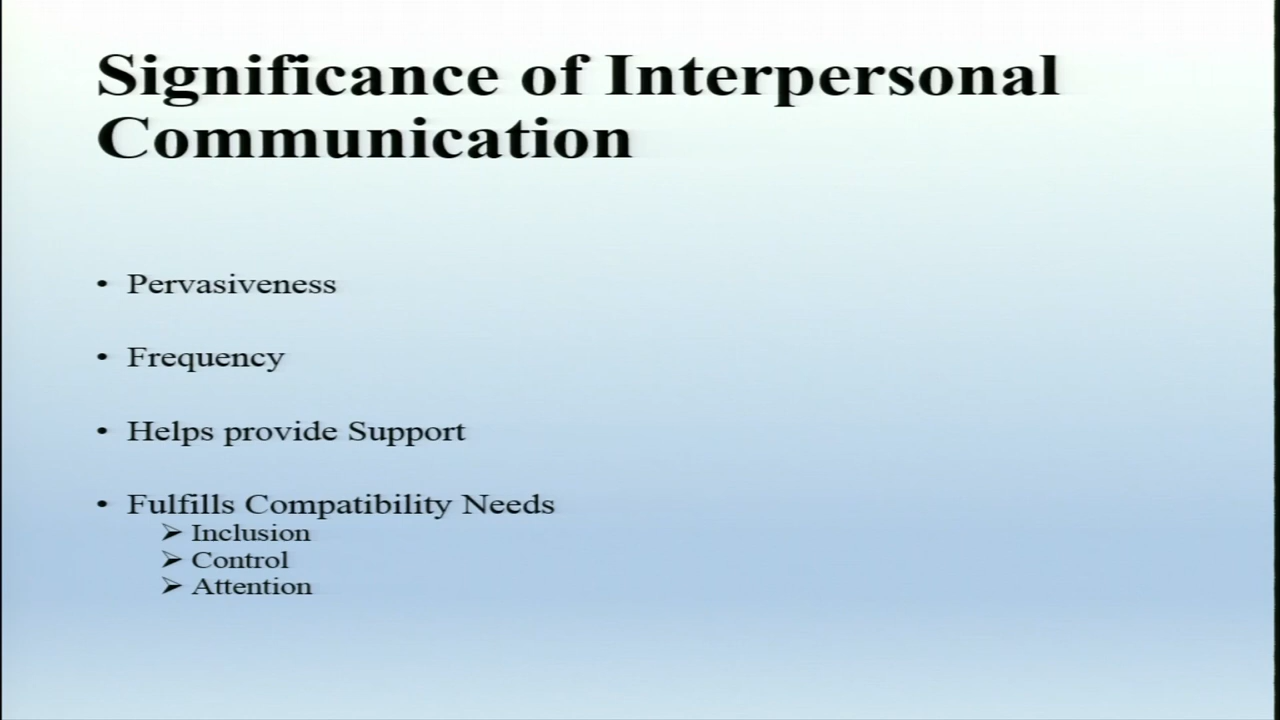 Significance of Interpersonal
Communication
• Pervasiveness
• Frequency
• Helps provide Support
• Fulfills Compatibility Needs
➢ Inclusion
➢ Control
➢ Attention